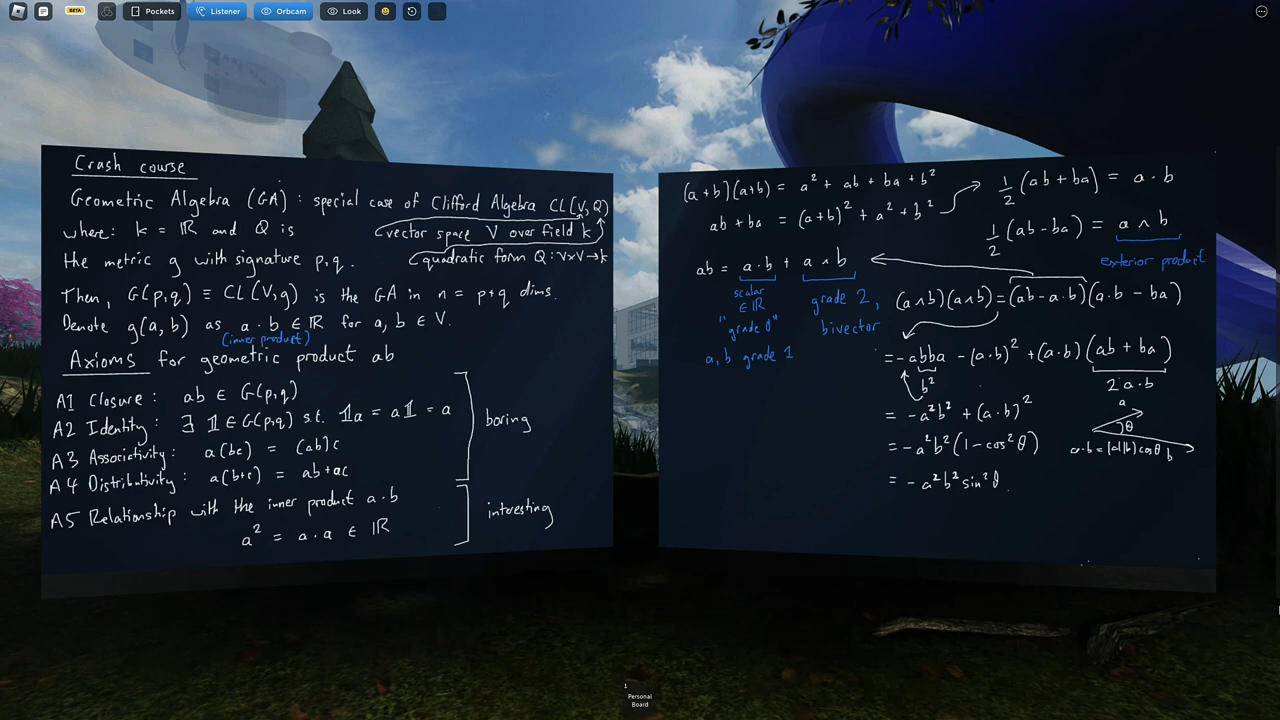 BETA
Pockets
Listener
Orbcam
Look
Crash course
Geometric Algebra (GA) : special case of Clifford Algebra CL(V,Q)
where: k = ℝ and Q is
vector space V over field k
the metric g with signature p,q.
quadratic form Q : V×V → k
Then, G(p,q) ≡ CL(V,g) is the GA in n = p+q dims.
Denote g(a,b) as a·b ∈ ℝ for a,b ∈ V.
(inner product)
Axioms for geometric product ab
A1 Closure: ab ∈ G(p,q)
A2 Identity: ∃ 𝟙 ∈ G(p,q) s.t. 𝟙a = a𝟙 = a
A3 Associativity: a(bc) = (ab)c
A4 Distributivity: a(b+c) = ab+ac
boring
A5 Relationship with the inner product a·b
a² = a·a ∈ ℝ
interesting
(a+b)(a+b) = a² + ab + ba + b²
ab + ba = (a+b)² + a² + b²
½(ab + ba) = a·b
½(ab - ba) = a ∧ b
exterior product
ab = a·b + a∧b
scalar
∈ ℝ
"grade 0"
grade 2,
bivector
a, b grade 1
(a∧b)(a∧b) = (ab - a·b)(a·b - ba)
= -abba - (a·b)² + (a·b)(ab + ba)
b²
2 a·b
= -a²b² + (a·b)²
= -a²b²(1-cos²θ)
= -a²b²sin²θ
a
θ
b
a·b = |a||b|cosθ
1
Personal
Board